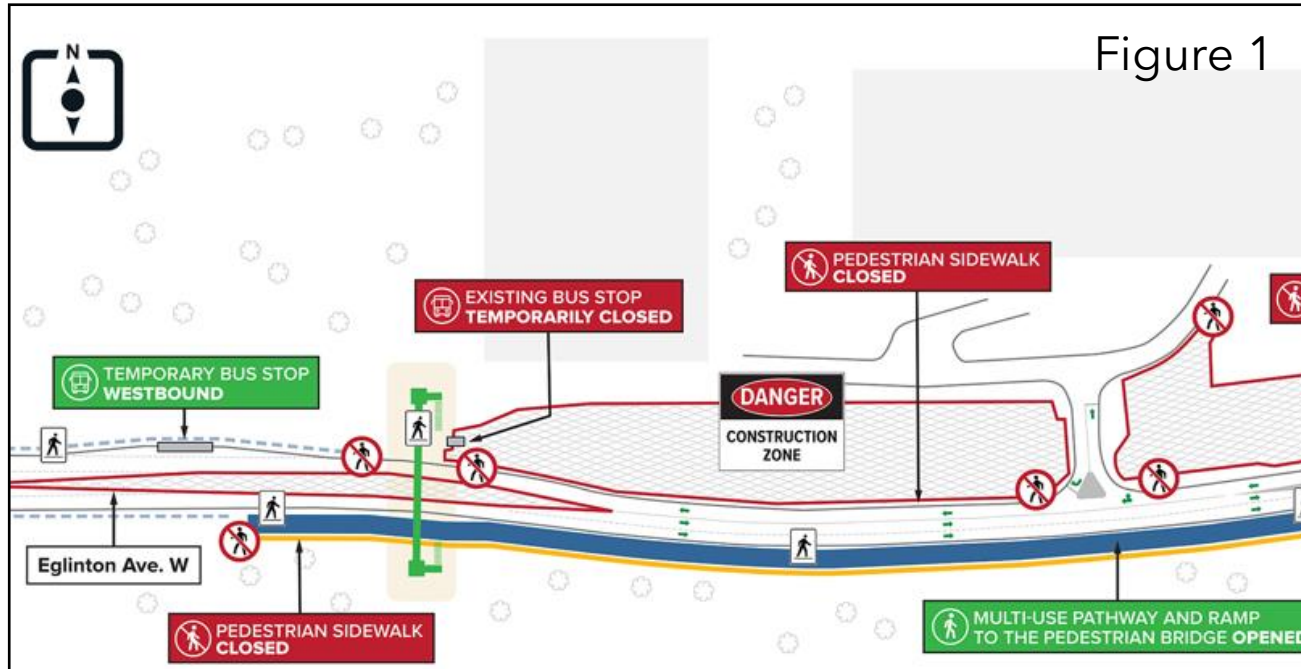 Figure 1
N
PEDESTRIAN SIDEWALK
CLOSED
EXISTING BUS STOP
TEMPORARILY CLOSED
TEMPORARY BUS STOP
WESTBOUND
DANGER
CONSTRUCTION
ZONE
Eglinton Ave. W
PEDESTRIAN SIDEWALK
CLOSED
MULTI-USE PATHWAY AND RAMP
TO THE PEDESTRIAN BRIDGE OPENED